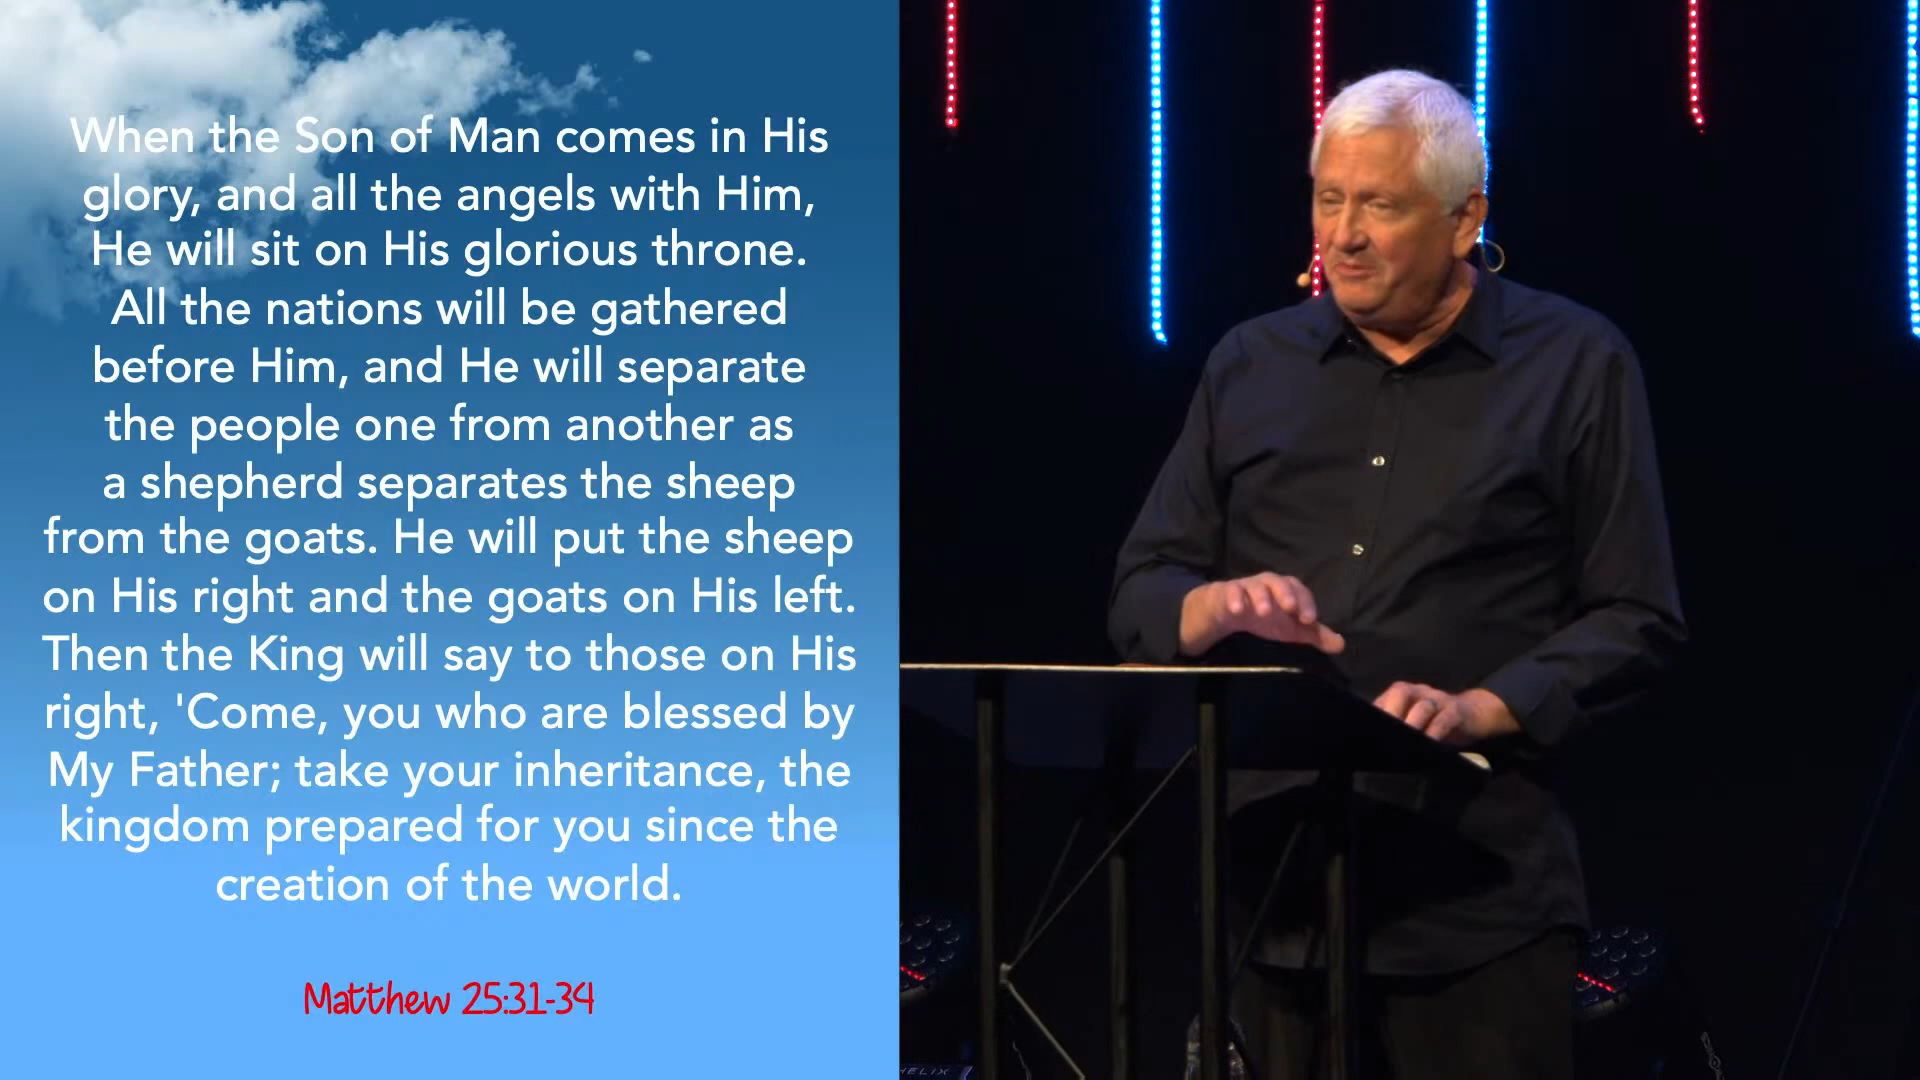 When the Son of Man comes in His
glory, and all the angels with Him,
He will sit on His glorious throne.
All the nations will be gathered
before Him, and He will separate
the people one from another as
a shepherd separates the sheep
from the goats. He will put the sheep
on His right and the goats on His left.
Then the King will say to those on His
right, 'Come, you who are blessed by
My Father; take your inheritance, the
kingdom prepared for you since the
creation of the world.
Matthew 25:31-34
HELIX